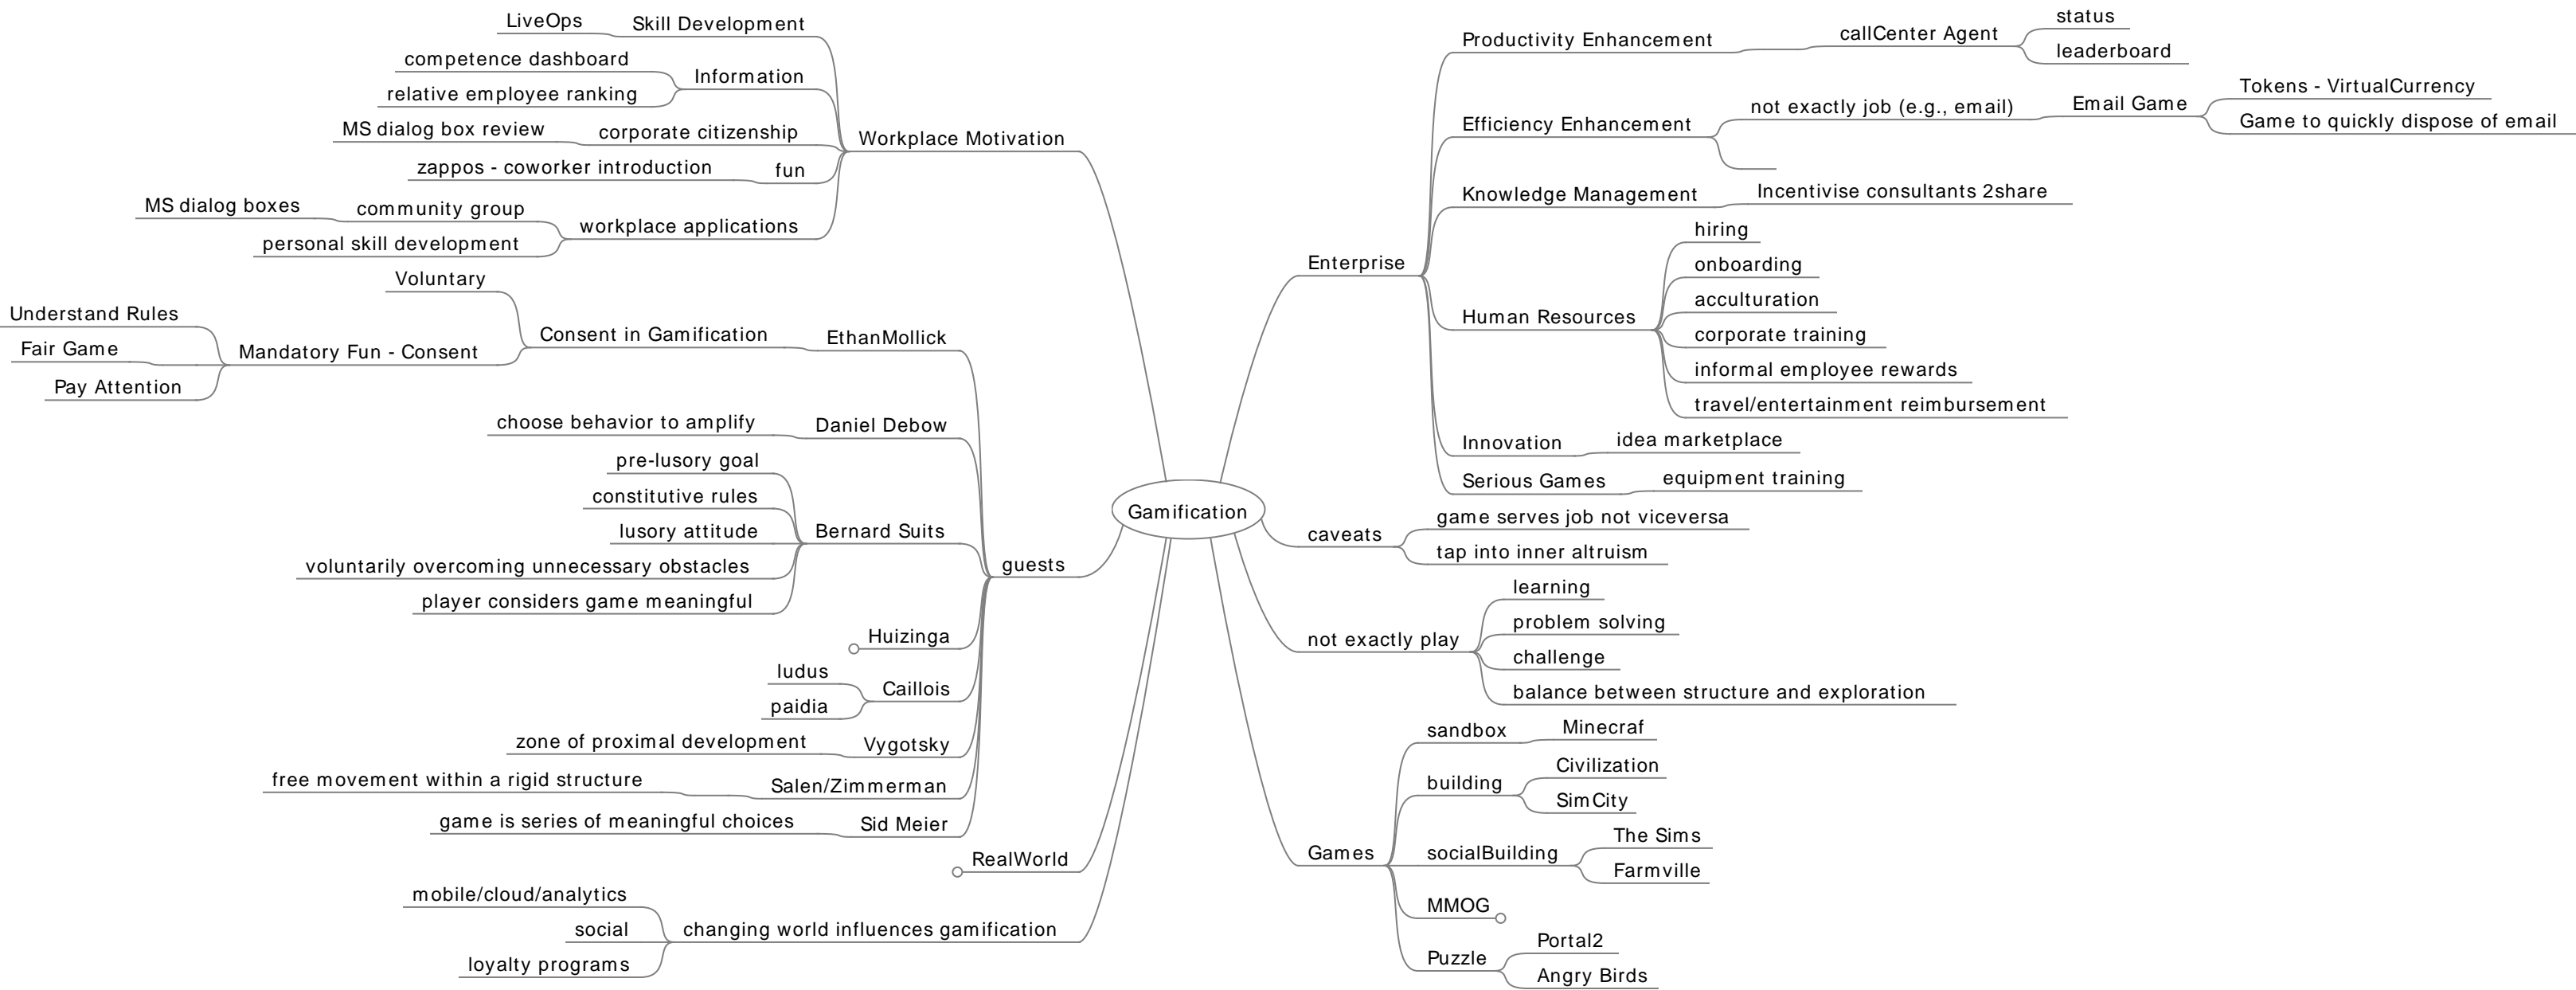 Gamification
Workplace Motivation
Skill Development
LiveOps
Information
competence dashboard
relative employee ranking
corporate citizenship
MS dialog box review
fun
zappos - coworker introduction
workplace applications
community group
MS dialog boxes
personal skill development
guests
EthanMollick
Consent in Gamification
Voluntary
Mandatory Fun - Consent
Understand Rules
Fair Game
Pay Attention
Daniel Debow
choose behavior to amplify
Bernard Suits
pre-lusory goal
constitutive rules
lusory attitude
voluntarily overcoming unnecessary obstacles
player considers game meaningful
Huizinga
Caillois
ludus
paidia
Vygotsky
zone of proximal development
Salen/Zimmerman
free movement within a rigid structure
Sid Meier
game is series of meaningful choices
RealWorld
changing world influences gamification
mobile/cloud/analytics
social
loyalty programs
Enterprise
Productivity Enhancement
callCenter Agent
status
leaderboard
Efficiency Enhancement
not exactly job (e.g., email)
Email Game
Tokens - VirtualCurrency
Game to quickly dispose of email
Knowledge Management
Incentivise consultants 2share
Human Resources
hiring
onboarding
acculturation
corporate training
informal employee rewards
travel/entertainment reimbursement
Innovation
idea marketplace
Serious Games
equipment training
caveats
game serves job not viceversa
tap into inner altruism
not exactly play
learning
problem solving
challenge
balance between structure and exploration
Games
sandbox
Minecraf
building
Civilization
SimCity
socialBuilding
The Sims
Farmville
MMOG
Puzzle
Portal2
Angry Birds